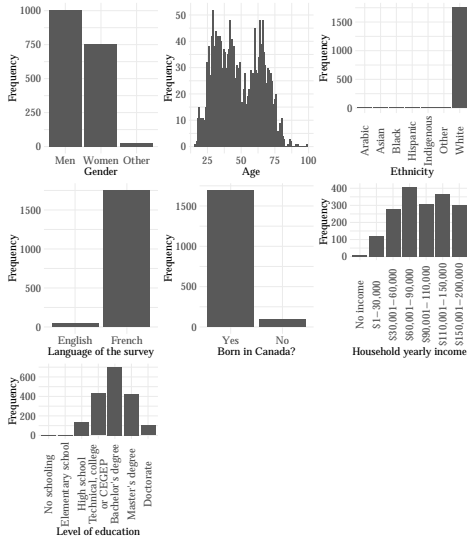 Frequency
1000
750
500
250
0
Men Women Other
Gender
Frequency
50
40
30
20
10
0
25 50 75 100
Age
Frequency
1500
1000
500
0
Arabic
Asian
Black
Hispanic
Indigenous
Other
White
Ethnicity
Frequency
1500
1000
500
0
English French
Language of the survey
Frequency
1500
1000
500
0
Yes No
Born in Canada?
Frequency
400
300
200
100
0
No income
$1−30,000
$30,001−60,000
$60,001−90,000
$90,001−110,000
$110,001−150,000
$150,001−200,000
Household yearly income
Frequency
600
400
200
0
No schooling
Elementary school
High school
Technical, college
or CEGEP
Bachelor's degree
Master's degree
Doctorate
Level of education